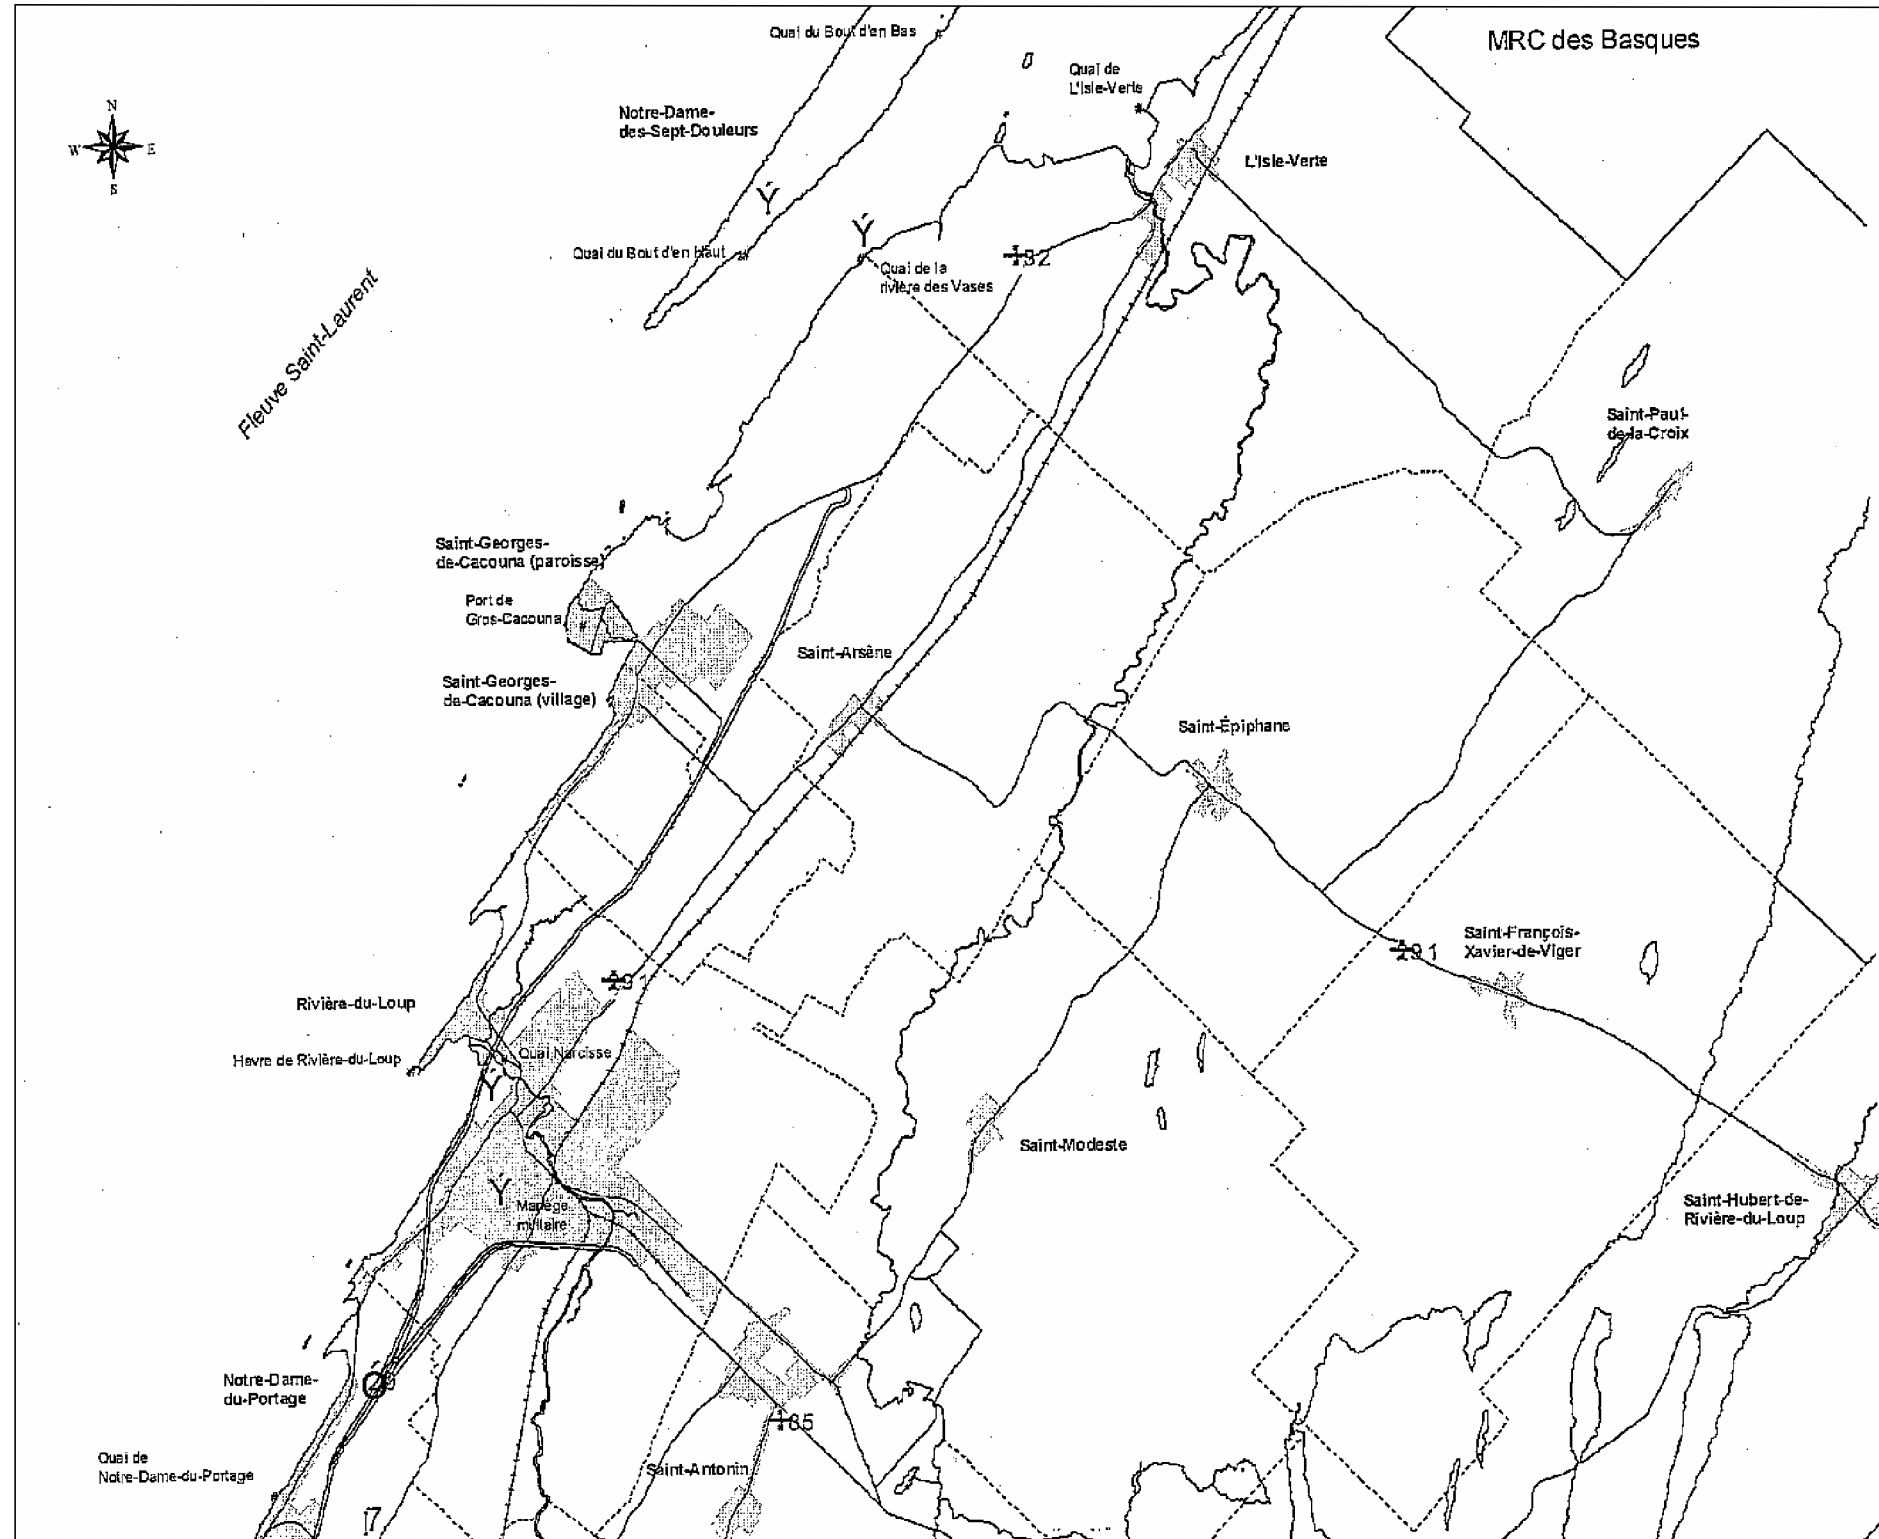 Quai du Bout d'en Bas
MRC des Basques
Quai de
L'Isle-Verte
N
W E
S
Notre-Dame-
des-Sept-Douleurs
L'Isle-Verte
Ý
Ý
Quai du Bout d'en Haut
132
Quai de la
rivière des Vases
Fleuve Saint-Laurent
Saint-Paul-
de-la-Croix
Saint-Georges-
de-Cacouna (paroisse)
Port de
Gros-Cacouna
Saint-Arsène
Saint-Georges-
de-Cacouna (village)
Saint-Épiphane
Saint-François-
Xavier-de-Viger
291
Rivière-du-Loup
Quai Narcisse
Havre de Rivière-du-Loup
Ý
Saint-Modeste
Ý
Manège
militaire
Saint-Hubert-de-
Rivière-du-Loup
Notre-Dame-
du-Portage
185
Quai de
Notre-Dame-du-Portage
Saint-Antonin